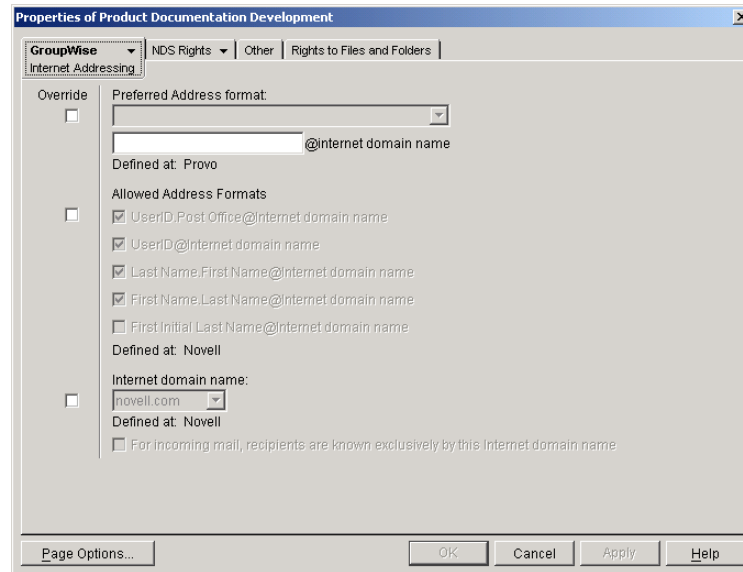 Properties of Product Documentation Development
GroupWise NDS Rights Other Rights to Files and Folders
Internet Addressing
Override Preferred Address format:
@internet domain name
Defined at: Provo
Allowed Address Formats
UserID.Post Office@Internet domain name
UserID@Internet domain name
Last Name.First Name@Internet domain name
First Name.Last Name@Internet domain name
First Initial Last Name@Internet domain name
Defined at: Novell
Internet domain name:
novell.com
Defined at: Novell
For incoming mail, recipients are known exclusively by this Internet domain name
Page Options... OK Cancel Apply Help